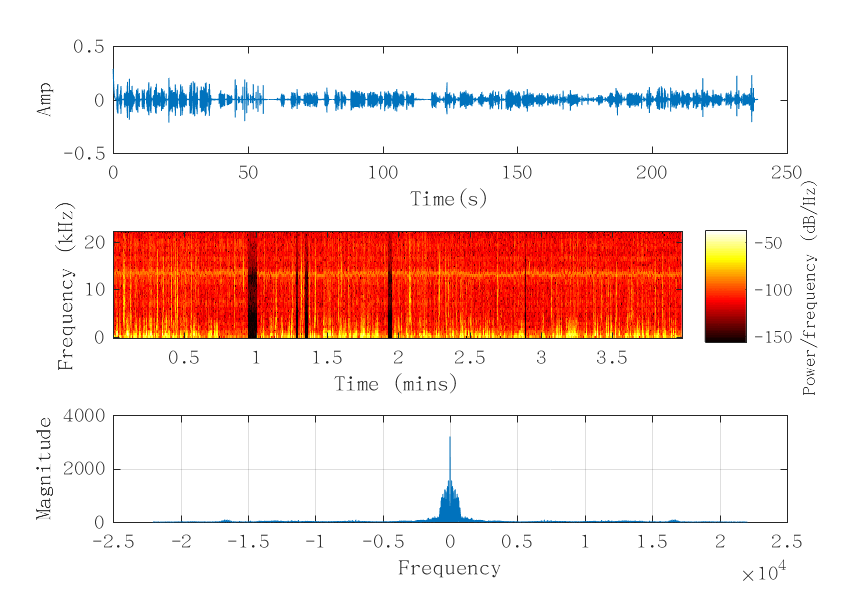 0.5
0
-0.5
Amp
0 50 100 150 200 250
Time(s)
20
10
0
Frequency (kHz)
0.5 1 1.5 2 2.5 3 3.5
Time (mins)
-50
-100
-150
Power/frequency (dB/Hz)
4000
2000
0
Magnitude
-2.5 -2 -1.5 -1 -0.5 0 0.5 1 1.5 2 2.5
Frequency
×10^4